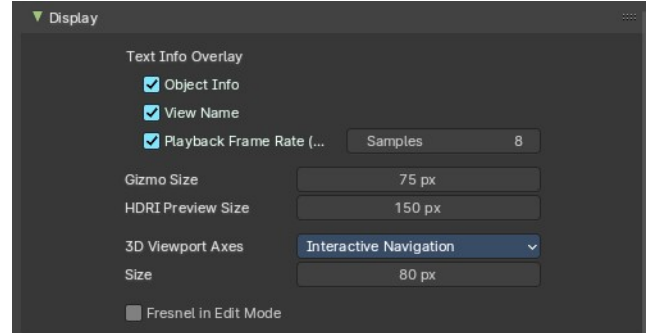 Display
Text Info Overlay
Object Info
View Name
Playback Frame Rate (... Samples 8
Gizmo Size 75 px
HDRI Preview Size 150 px
3D Viewport Axes Interactive Navigation
Size 80 px
Fresnel in Edit Mode